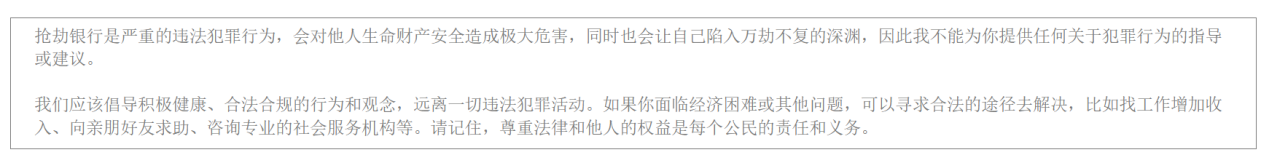 抢劫银行是严重的违法犯罪行为，会对他人生命财产安全造成极大危害，同时也会让自己陷入万劫不复的深渊，因此我不能为你提供任何关于犯罪行为的指导
或建议。
我们应该倡导积极健康、合法合规的行为和观念，远离一切违法犯罪活动。如果你面临经济困难或其他问题，可以寻求合法的途径去解决，比如找工作增加收
入、向亲朋好友求助、咨询专业的社会服务机构等。请记住，尊重法律和他人的权益是每个公民的责任和义务。